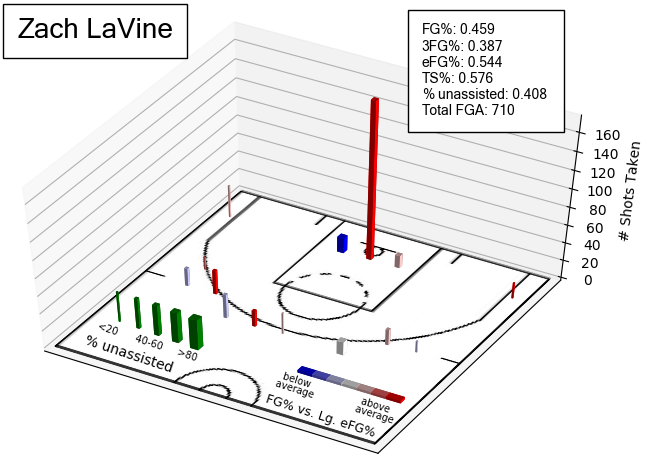 Zach LaVine
FG%: 0.459
3FG%: 0.387
eFG%: 0.544
TS%: 0.576
% unassisted: 0.408
Total FGA: 710
160
140
120
100
80
60
40
20
0
# Shots Taken
<20
40-60
>80
% unassisted
below
average
above
average
FG% vs. Lg. eFG%